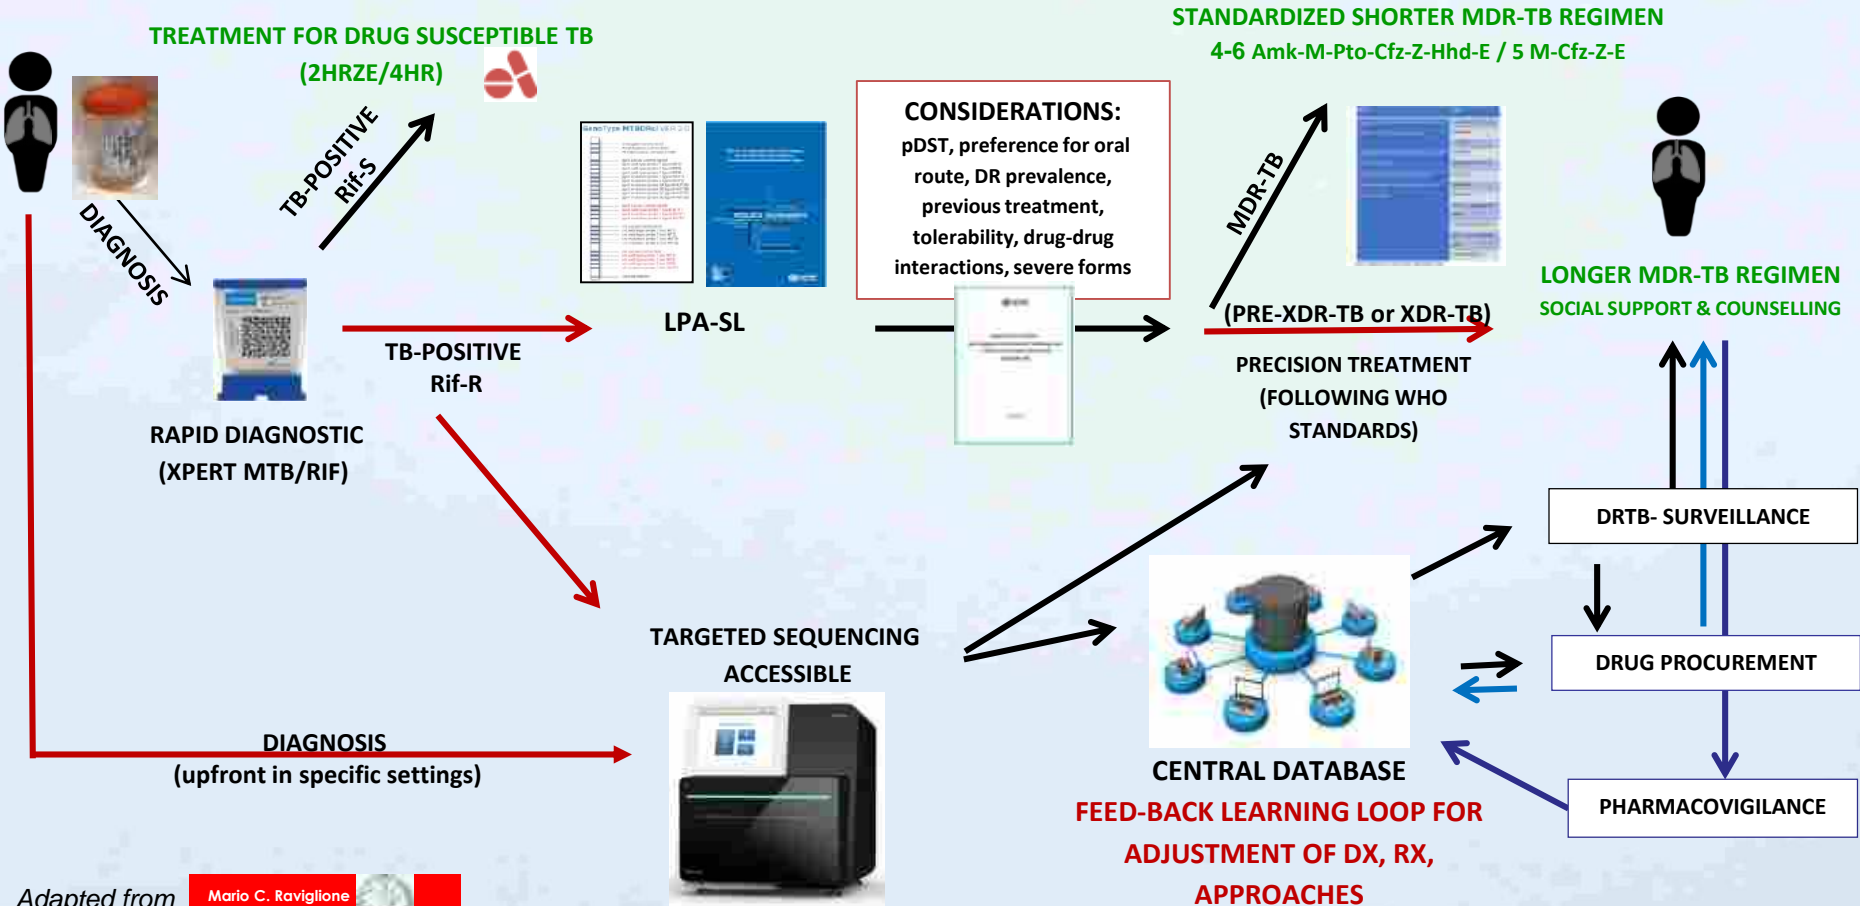 TREATMENT FOR DRUG SUSCEPTIBLE TB
(2HRZE/4HR)
STANDARDIZED SHORTER MDR-TB REGIMEN
4-6 Amk-M-Pto-Cfz-Z-Hhd-E / 5 M-Cfz-Z-E
DIAGNOSIS
TB-POSITIVE
Rif-S
GenoType MTBDRsl VER 2.0
CONSIDERATIONS:
pDST, preference for oral
route, DR prevalence,
previous treatment,
tolerability, drug-drug
interactions, severe forms
MDR-TB
LONGER MDR-TB REGIMEN
SOCIAL SUPPORT & COUNSELLING
LPA-SL
(PRE-XDR-TB or XDR-TB)
TB-POSITIVE
Rif-R
PRECISION TREATMENT
(FOLLOWING WHO
STANDARDS)
RAPID DIAGNOSTIC
(XPERT MTB/RIF)
DRTB- SURVEILLANCE
TARGETED SEQUENCING
ACCESSIBLE
DRUG PROCUREMENT
DIAGNOSIS
(upfront in specific settings)
CENTRAL DATABASE
FEED-BACK LEARNING LOOP FOR
ADJUSTMENT OF DX, RX,
APPROACHES
PHARMACOVIGILANCE
Adapted from
Mario C. Raviglione